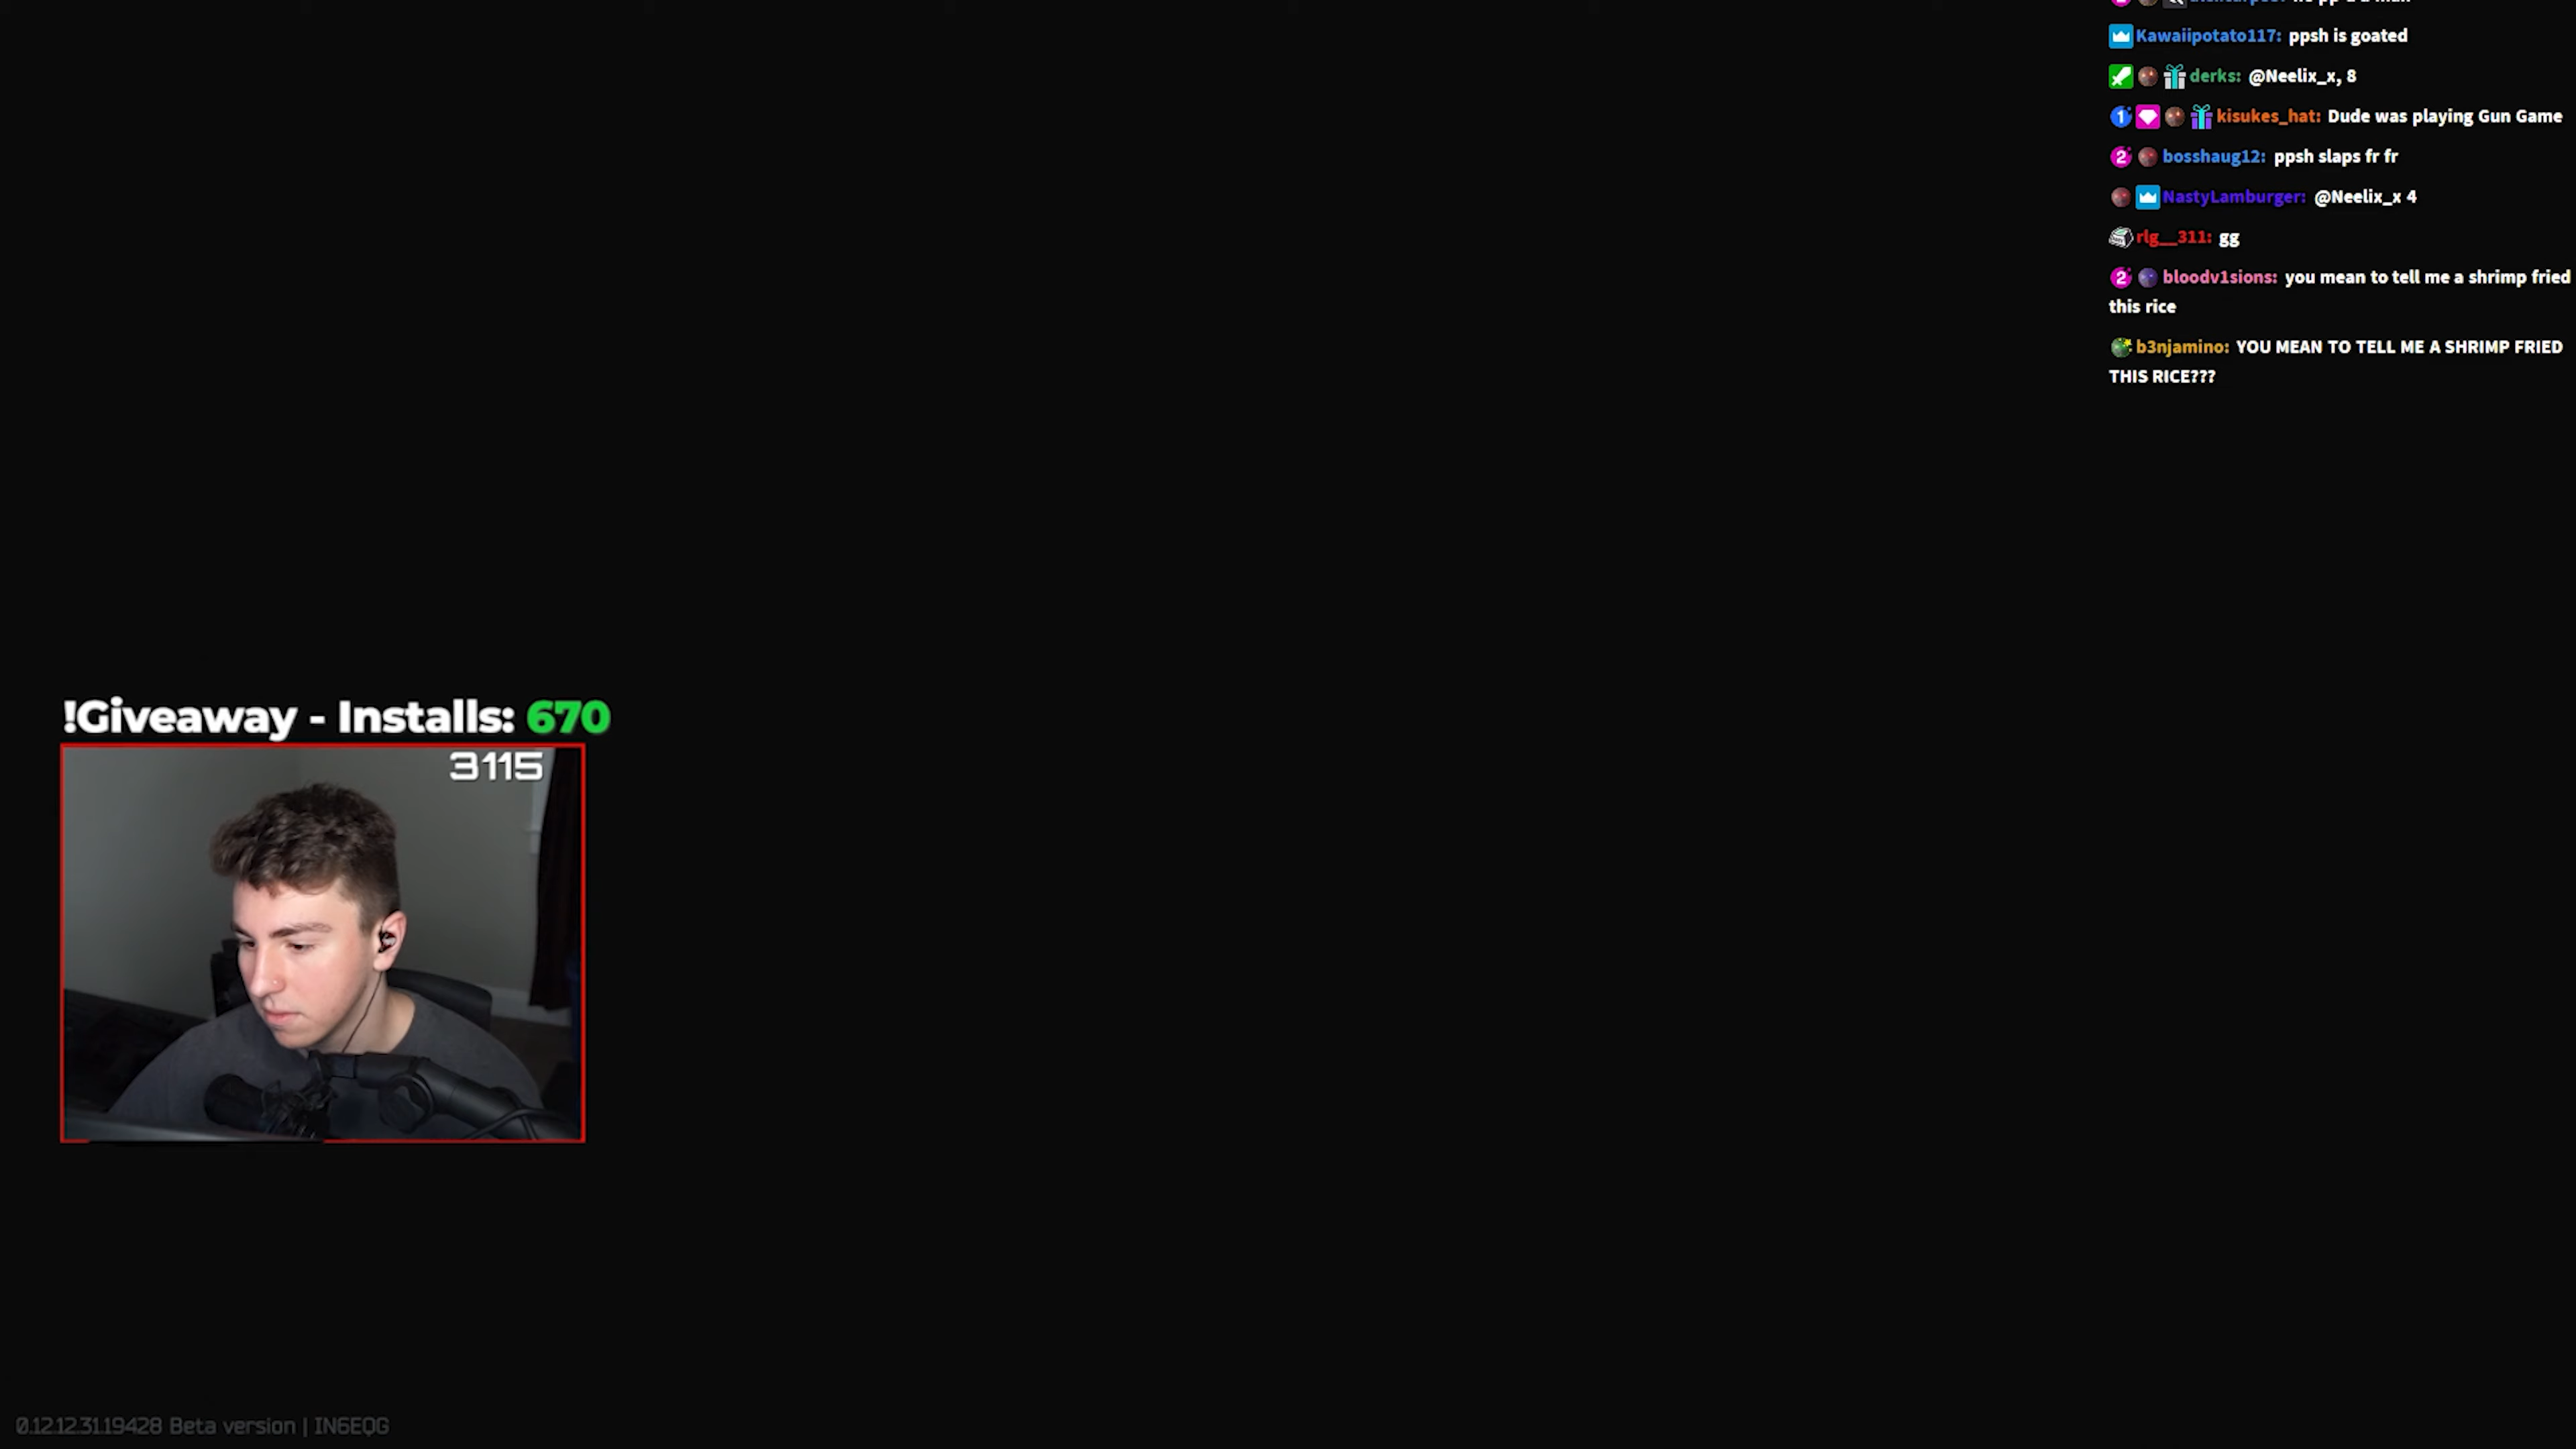 Kawaiipotato117: ppsh is goated
derks: @Neelix_x, 8
kisukes_hat: Dude was playing Gun Game
bosshaug12: ppsh slaps fr fr
NastyLamburger: @Neelix_x 4
rlg__311: gg
bloodv1sions: you mean to tell me a shrimp fried
this rice
b3njamino: YOU MEAN TO TELL ME A SHRIMP FRIED
THIS RICE???
!Giveaway - Installs: 670
3115
0.12.12.31.19428 Beta version | IN6EQG